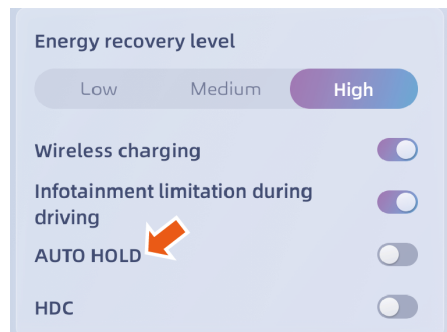 Energy recovery level
Low Medium High
Wireless charging
Infotainment limitation during
driving
AUTO HOLD
HDC